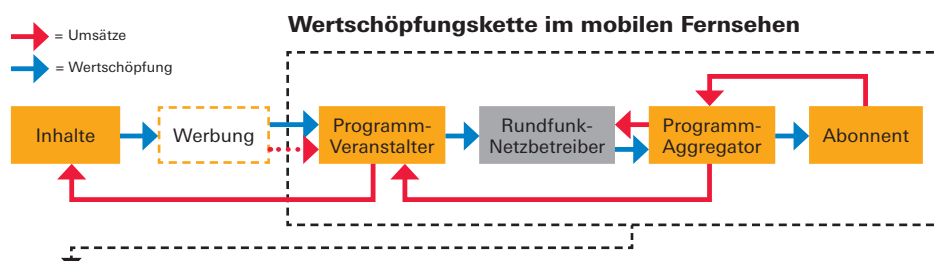 Wertschöpfungskette im mobilen Fernsehen
= Umsätze
= Wertschöpfung
Inhalte
Werbung
Programm-
Veranstalter
Rundfunk-
Netzbetreiber
Programm-
Aggregator
Abonnent